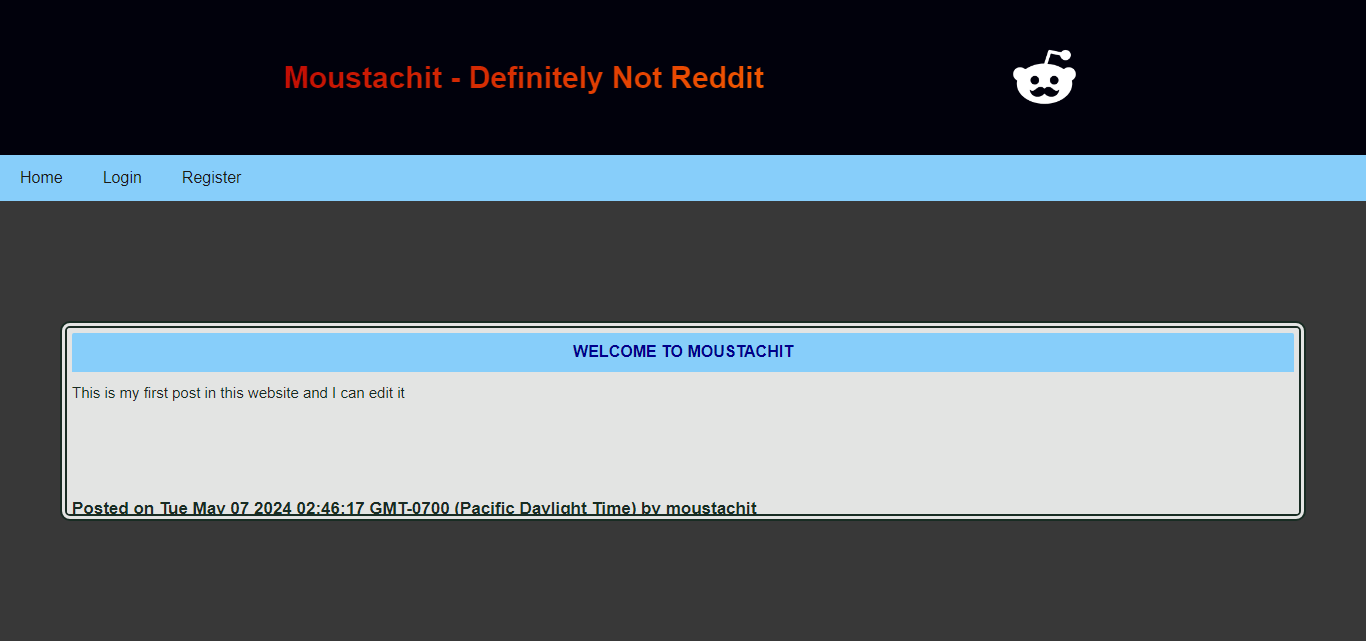 Moustachit - Definitely Not Reddit
Home Login Register
WELCOME TO MOUSTACHIT
This is my first post in this website and I can edit it
Posted on Tue May 07 2024 02:46:17 GMT-0700 (Pacific Daylight Time) by moustachit